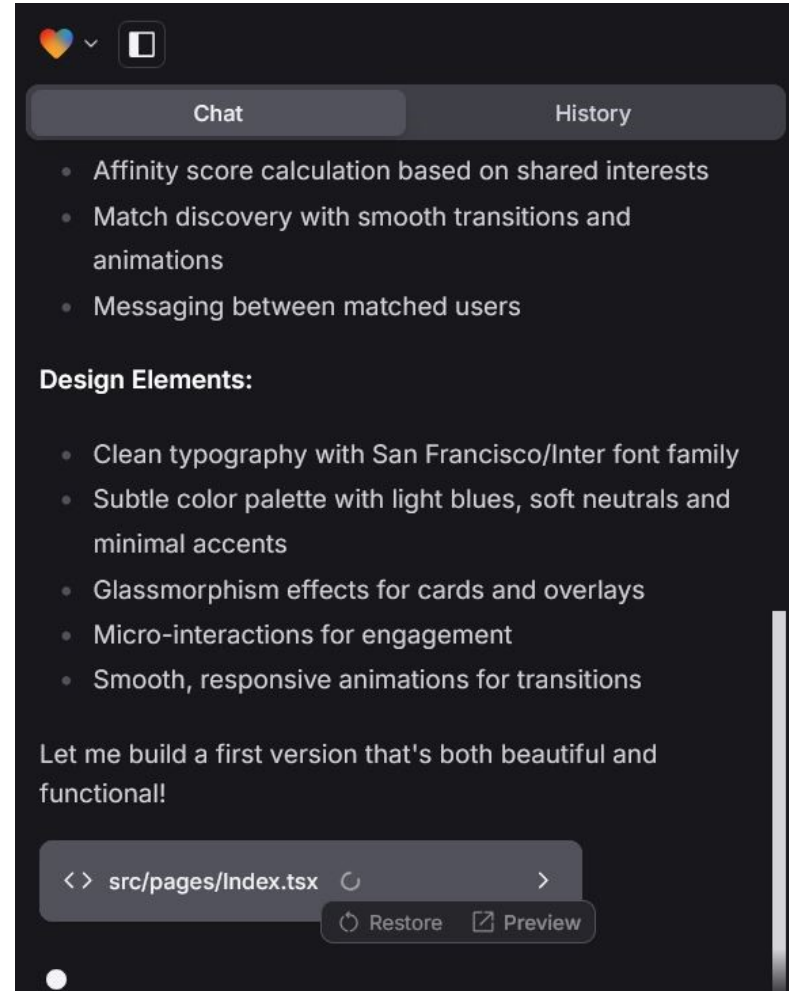 Chat
History
Affinity score calculation based on shared interests
Match discovery with smooth transitions and
animations
Messaging between matched users
Design Elements:
Clean typography with San Francisco/Inter font family
Subtle color palette with light blues, soft neutrals and
minimal accents
Glassmorphism effects for cards and overlays
Micro-interactions for engagement
Smooth, responsive animations for transitions
Let me build a first version that's both beautiful and
functional!
src/pages/Index.tsx
Restore
Preview